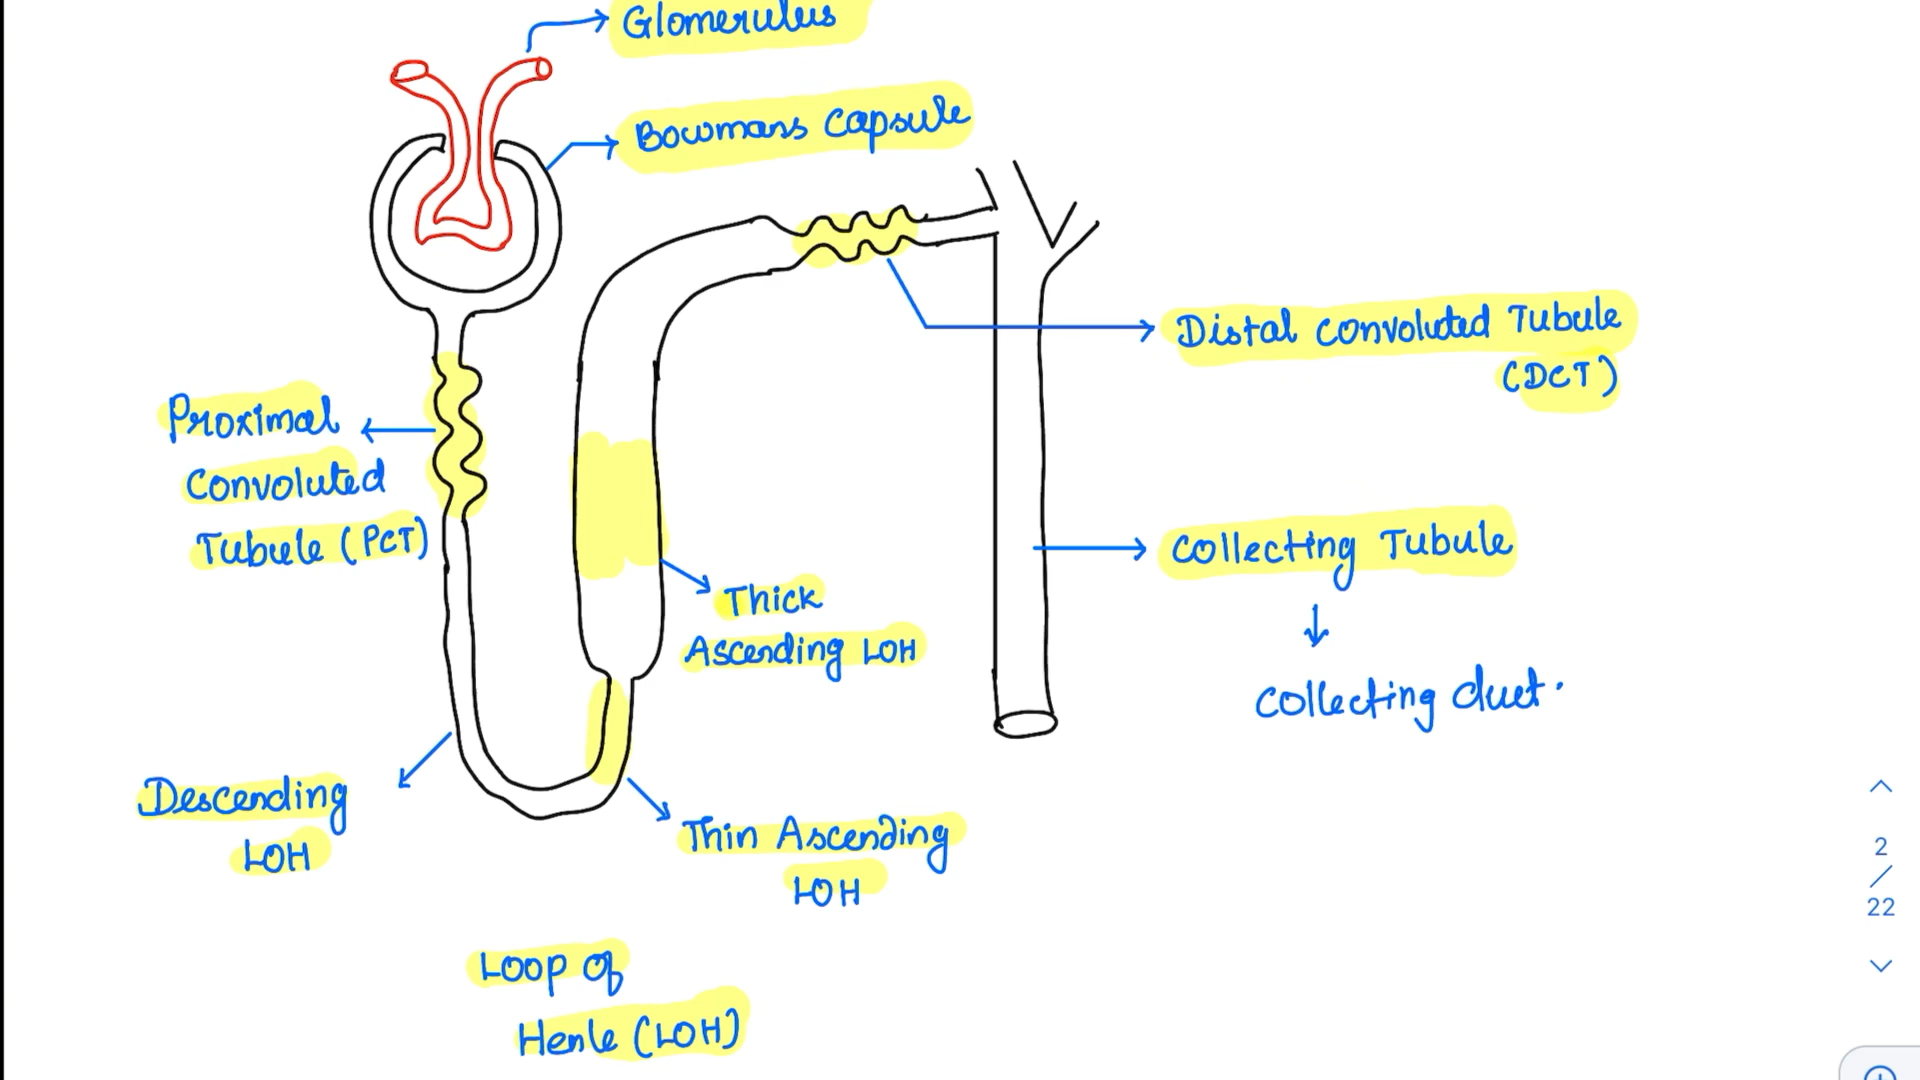 Glomerulus
Bowmans Capsule
Distal convoluted Tubule
(DCT)
Proximal
Convoluted
Tubule (PCT)
Thick
Ascending LOH
Collecting Tubule
↓
Collecting duct.
Descending
LOH
Thin Ascending
LOH
Loop of
Henle (LOH)
2
/
22